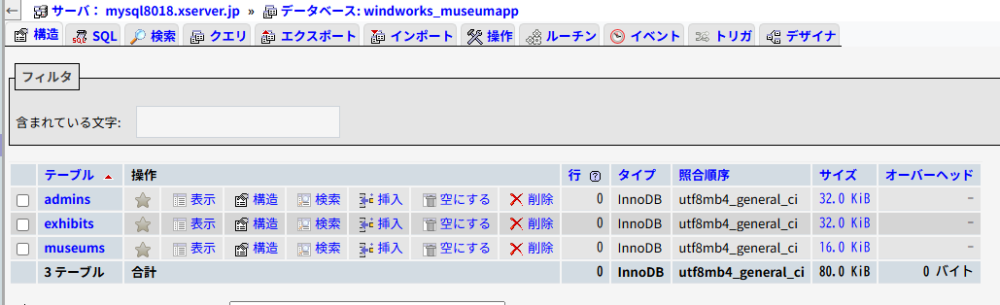 ← サーバ: mysql8018.xserver.jp » データベース: windworks_museumapp
構造 SQL 検索 クエリ エクスポート インポート 操作 ルーチン イベント トリガ デザイナ
フィルタ
含まれている文字:
テーブル 操作 行 タイプ 照合順序 サイズ オーバーヘッド
admins 表示 構造 検索 挿入 空にする 削除 0 InnoDB utf8mb4_general_ci 32.0 KiB -
exhibits 表示 構造 検索 挿入 空にする 削除 0 InnoDB utf8mb4_general_ci 32.0 KiB -
museums 表示 構造 検索 挿入 空にする 削除 0 InnoDB utf8mb4_general_ci 16.0 KiB -
3 テーブル 合計 0 InnoDB utf8mb4_general_ci 80.0 KiB 0 バイト